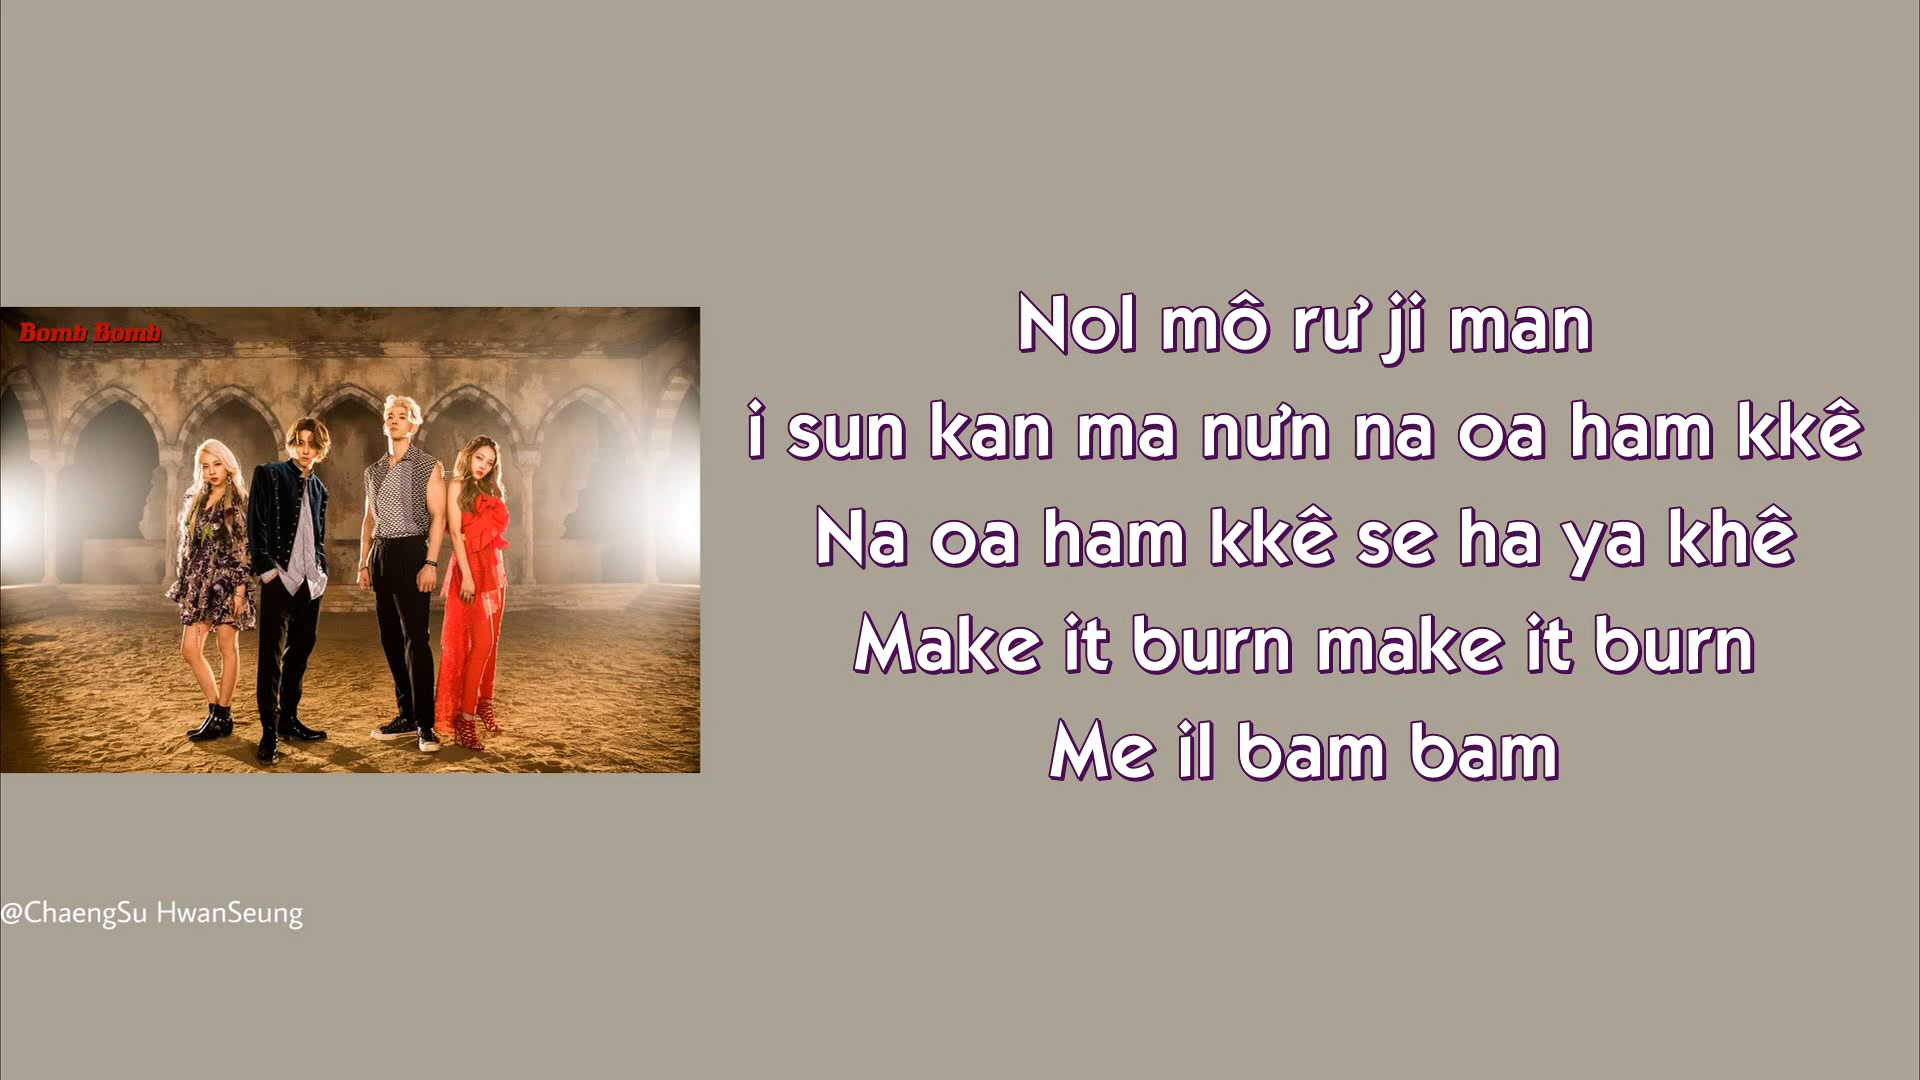 Bomb Bomb
Nol mô rư ji man
i sun kan ma nưn na oa ham kkê
Na oa ham kkê se ha ya khê
Make it burn make it burn
Me il bam bam
@ChaengSu HwanSeung